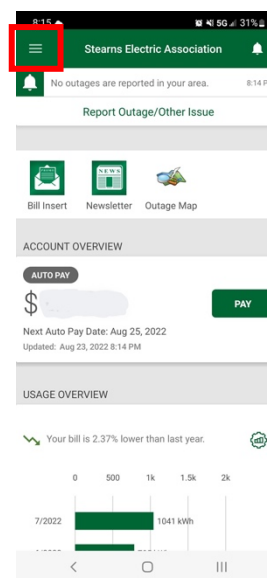 8:15
5G 31%
Stearns Electric Association
No outages are reported in your area.
8:14 P
Report Outage/Other Issue
NEWS
Bill Insert Newsletter Outage Map
ACCOUNT OVERVIEW
AUTO PAY
$
PAY
Next Auto Pay Date: Aug 25, 2022
Updated: Aug 23, 2022 8:14 PM
USAGE OVERVIEW
Your bill is 2.37% lower than last year.
0 500 1k 1.5k 2k
7/2022 1041 kWh